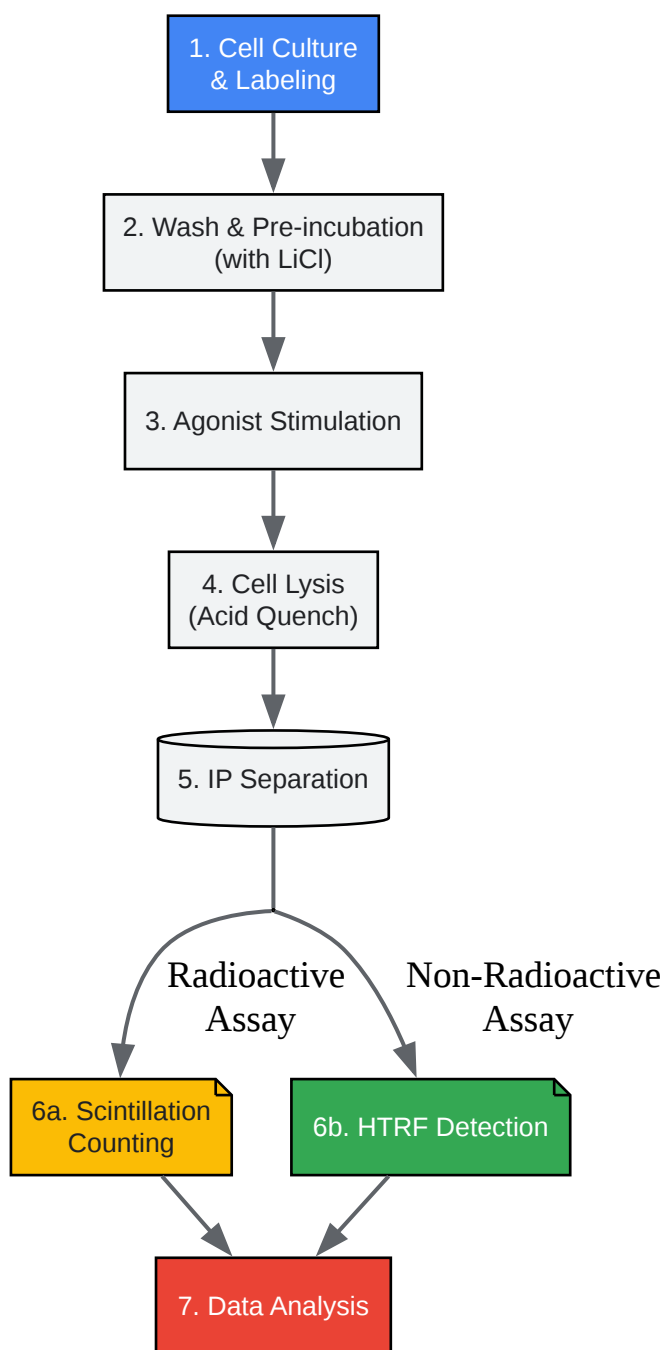 1. Cell Culture
& Labeling
2. Wash & Pre-incubation
(with LiCl)
3. Agonist Stimulation
4. Cell Lysis
(Acid Quench)
5. IP Separation
Radioactive
Assay
Non-Radioactive
Assay
6a. Scintillation
Counting
6b. HTRF Detection
7. Data Analysis